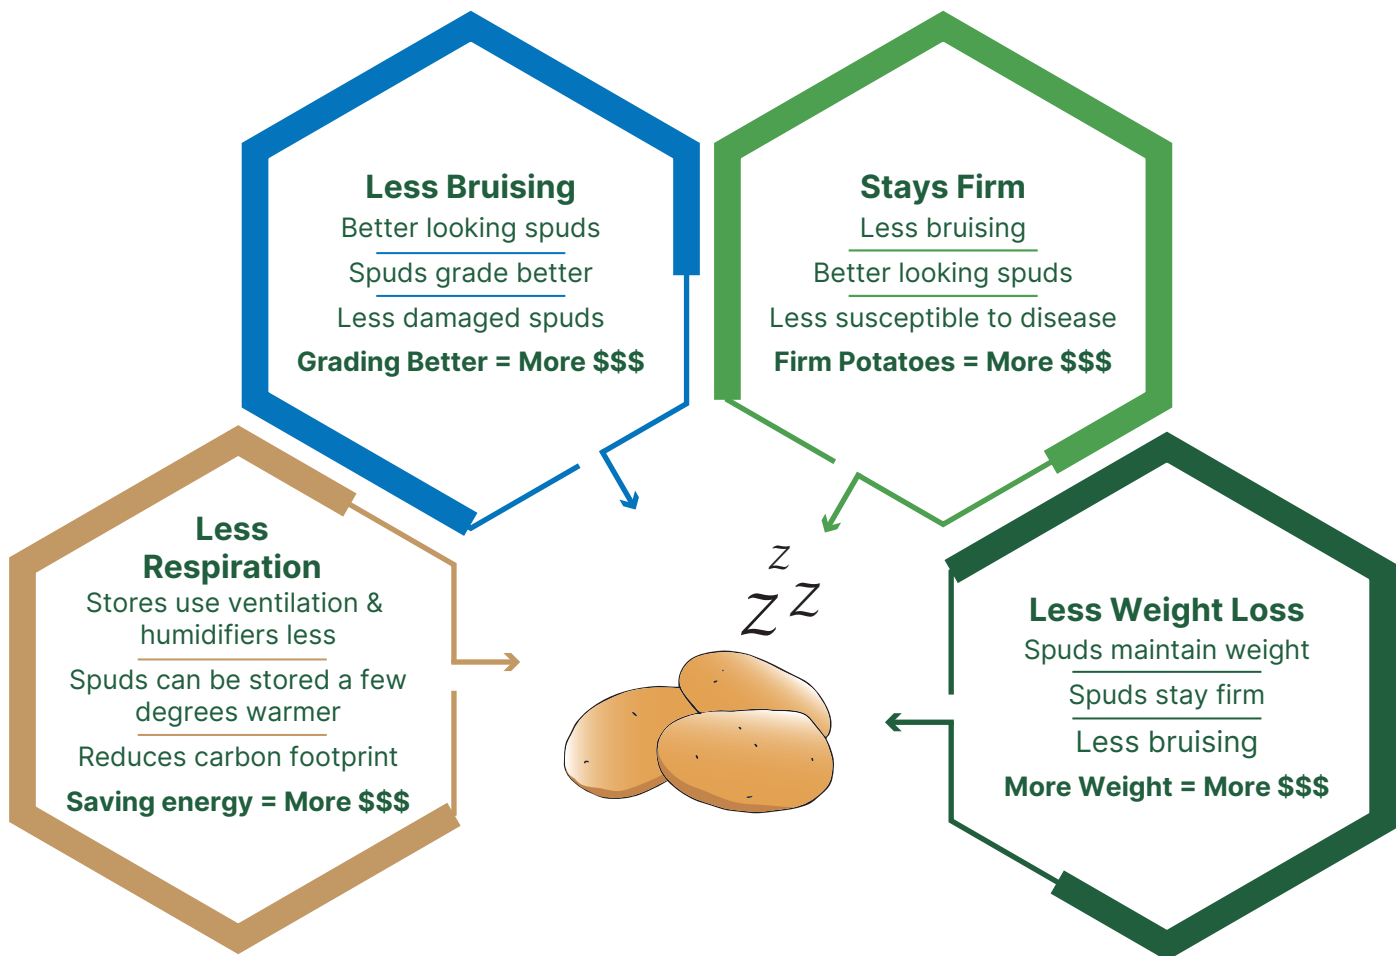 Less Bruising
Better looking spuds
Spuds grade better
Less damaged spuds
Grading Better = More $$$
Stays Firm
Less bruising
Better looking spuds
Less susceptible to disease
Firm Potatoes = More $$$
Less
Respiration
Stores use ventilation &
humidifiers less
Spuds can be stored a few
degrees warmer
Reduces carbon footprint
Saving energy = More $$$
z
z z
Less Weight Loss
Spuds maintain weight
Spuds stay firm
Less bruising
More Weight = More $$$